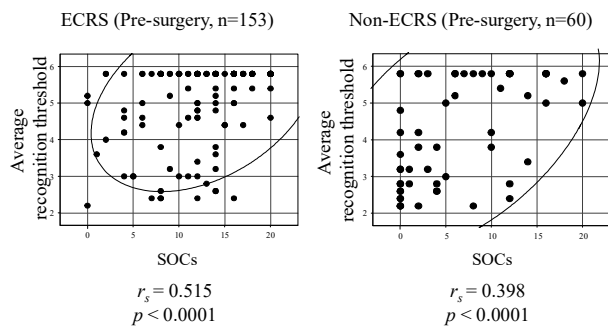 ECRS (Pre-surgery, n=153)
Average
recognition threshold
6
5
4
3
2
0 5 10 15 20
SOCs
r_s = 0.515
p < 0.0001
Non-ECRS (Pre-surgery, n=60)
Average
recognition threshold
6
5
4
3
2
0 5 10 15 20
SOCs
r_s = 0.398
p < 0.0001